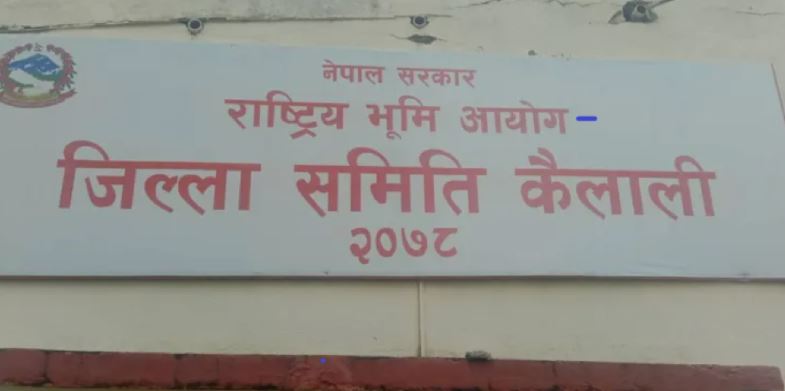 नेपाल सरकार
राष्ट्रिय भूमि आयोग-
जिल्ला समिति कैलाली
२०७८